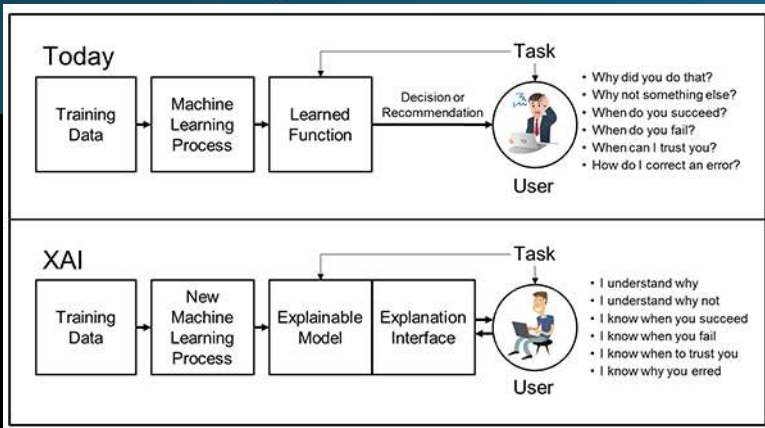 Today
Task
Training
Data
Machine
Learning
Process
Learned
Function
Decision or
Recommendation
User
• Why did you do that?
• Why not something else?
• When do you succeed?
• When do you fail?
• When can I trust you?
• How do I correct an error?
XAI
Task
Training
Data
New
Machine
Learning
Process
Explainable
Model
Explanation
Interface
User
• I understand why
• I understand why not
• I know when you succeed
• I know when you fail
• I know when to trust you
• I know why you erred